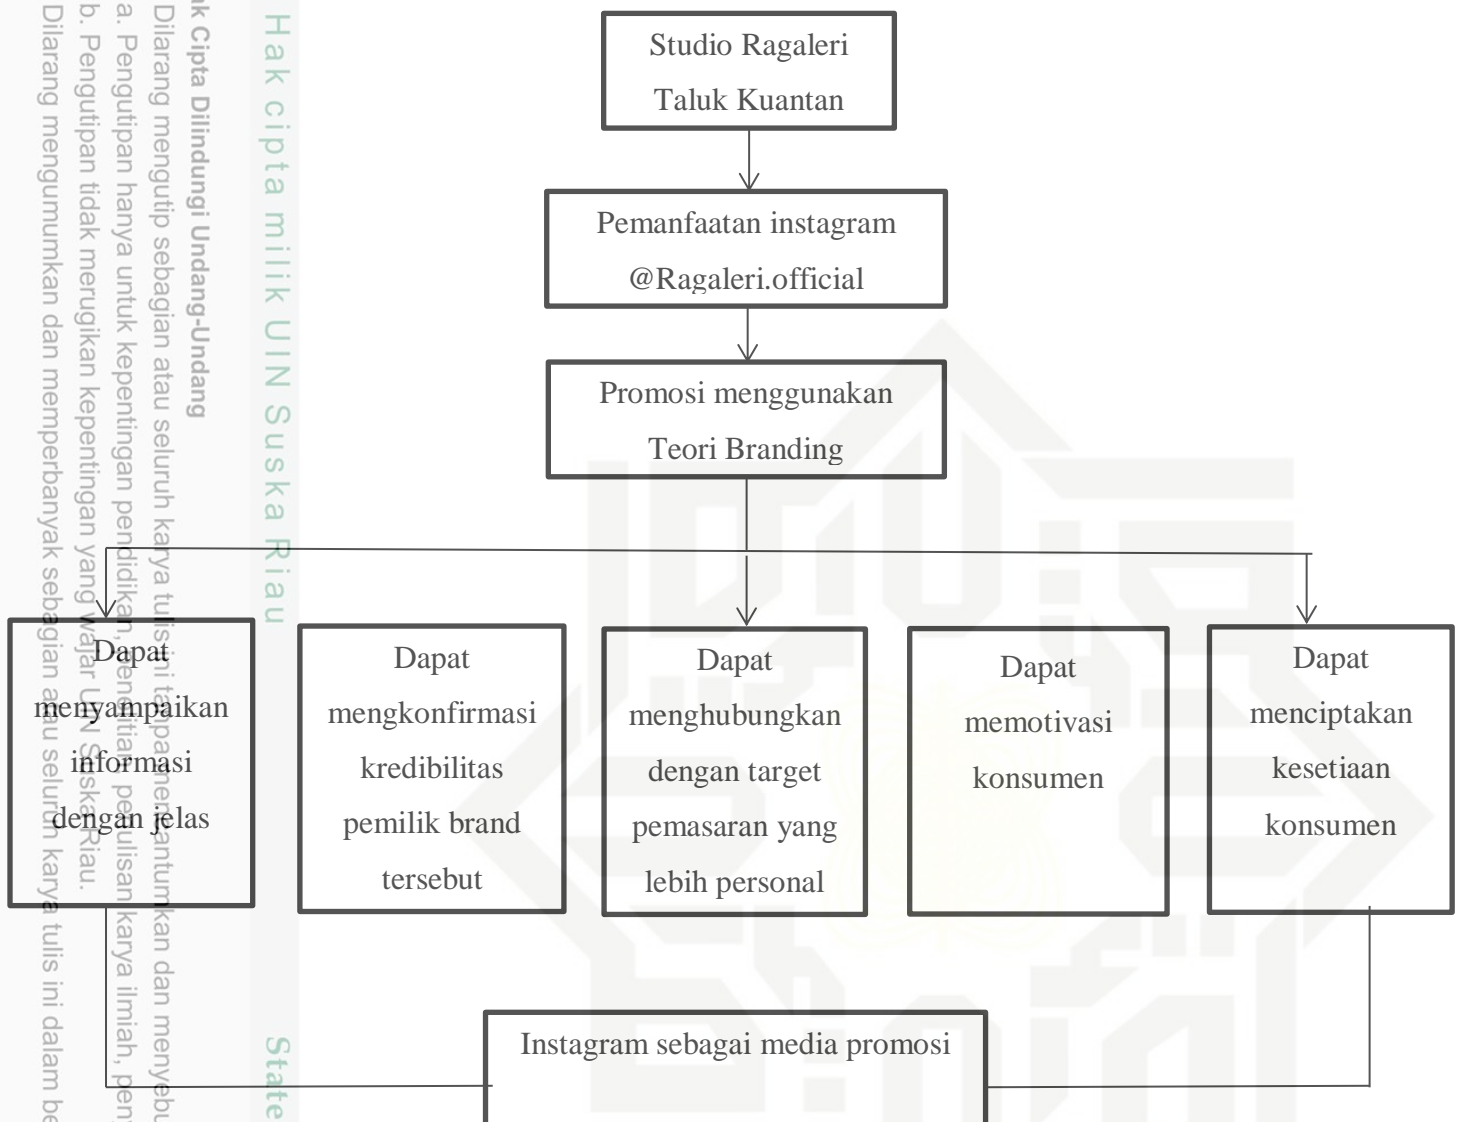 Studio Ragaleri
Taluk Kuantan
Pemanfaatan instagram
@Ragaleri.official
Promosi menggunakan
Teori Branding
Dapat
menyampaikan
informasi
dengan jelas
Dapat
mengkonfirmasi
kredibilitas
pemilik brand
tersebut
Dapat
menghubungkan
dengan target
pemasaran yang
lebih personal
Dapat
memotivasi
konsumen
Dapat
menciptakan
kesetiaan
konsumen
Instagram sebagai media promosi
Hak cipta milik UIN Suska Riau
State
Cipta Dilindungi Undang-Undang
Dilarang mengutip sebagian atau seluruh karya tulis ini tanpa mencantumkan dan
a. Pengutipan hanya untuk kepentingan pendidikan, penelitian, penulisan karya ilmiah,
b. Pengutipan tidak merugikan kepentingan yang wajar UIN Suska Riau.
Dilarang mengumumkan dan memperbanyak sebagian atau seluruh karya tulis ini dalam